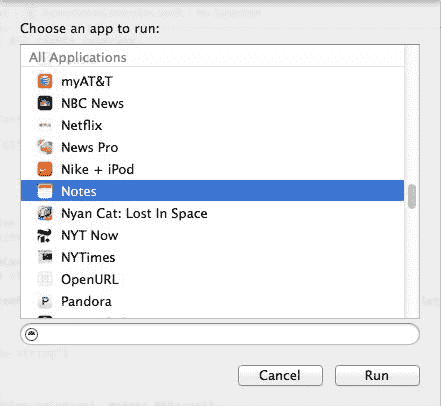 Choose an app to run:
All Applications
myAT&T
NBC News
Netflix
News Pro
Nike + iPod
Notes
Nyan Cat: Lost In Space
NYT Now
NYTimes
OpenURL
Pandora
Cancel
Run